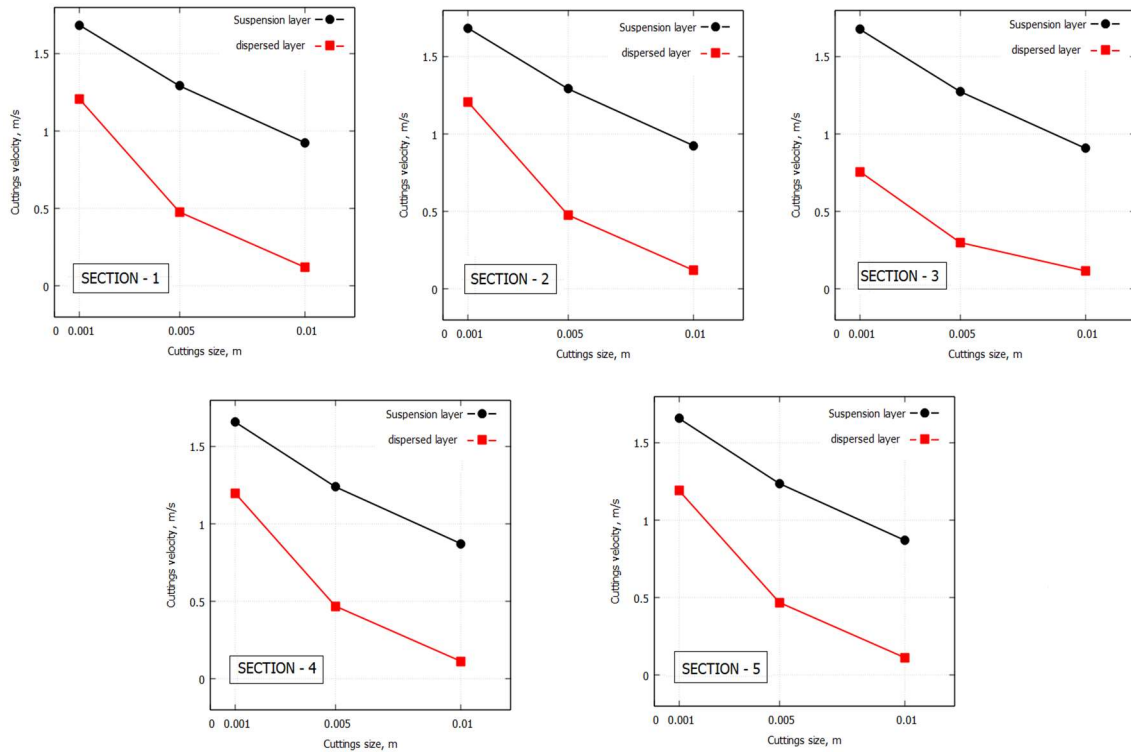 Suspension layer
dispersed layer
1.5
1
0.5
0
Cuttings velocity, m/s
SECTION - 1
0 0.001 0.005 0.01
Cuttings size, m
Suspension layer
dispersed layer
1.5
1
0.5
0
Cuttings velocity, m/s
SECTION - 2
0 0.001 0.005 0.01
Cuttings size, m
Suspension layer
dispersed layer
1.5
1
0.5
0
Cuttings velocity, m/s
SECTION - 3
0 0.001 0.005 0.01
Cuttings size, m
Suspension layer
dispersed layer
1.5
1
0.5
0
Cuttings velocity, m/s
SECTION - 4
0 0.001 0.005 0.01
Cuttings size, m
Suspension layer
dispersed layer
1.5
1
0.5
0
Cuttings velocity, m/s
SECTION - 5
0 0.001 0.005 0.01
Cuttings size, m